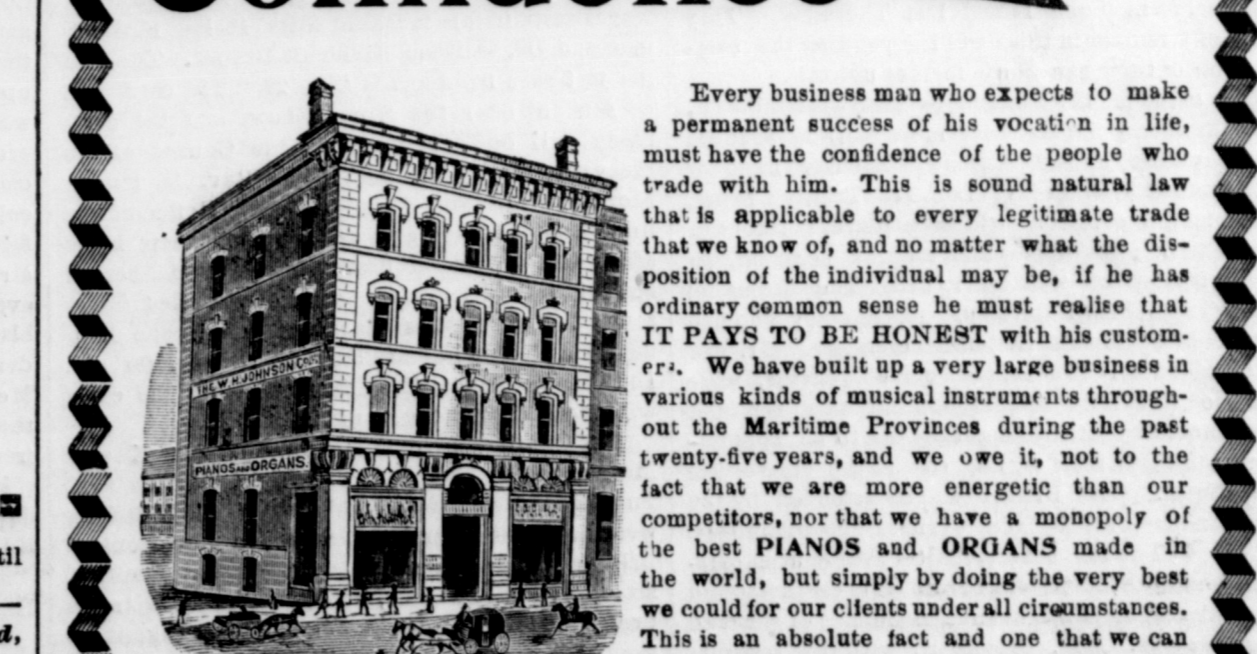 Confidence
Every business man who expects to make
a permanent success of his vocation in life,
must have the confidence of the people who
trade with him. This is sound natural law
that is applicable to every legitimate trade
that we know of, and no matter what the dis-
position of the individual may be, if he has
ordinary common sense he must realise that
IT PAYS TO BE HONEST with his custom-
ers. We have built up a very large business in
various kinds of musical instruments through-
out the Maritime Provinces during the past
twenty-five years, and we owe it, not to the
fact that we are more energetic than our
competitors, nor that we have a monopoly of
the best PIANOS and ORGANS made in
the world, but simply by doing the very best
we could for our clients under all circumstances.
This is an absolute fact and one that we can
THE W.H. JOHNSON
PIANOS AND ORGANS.
til
d,